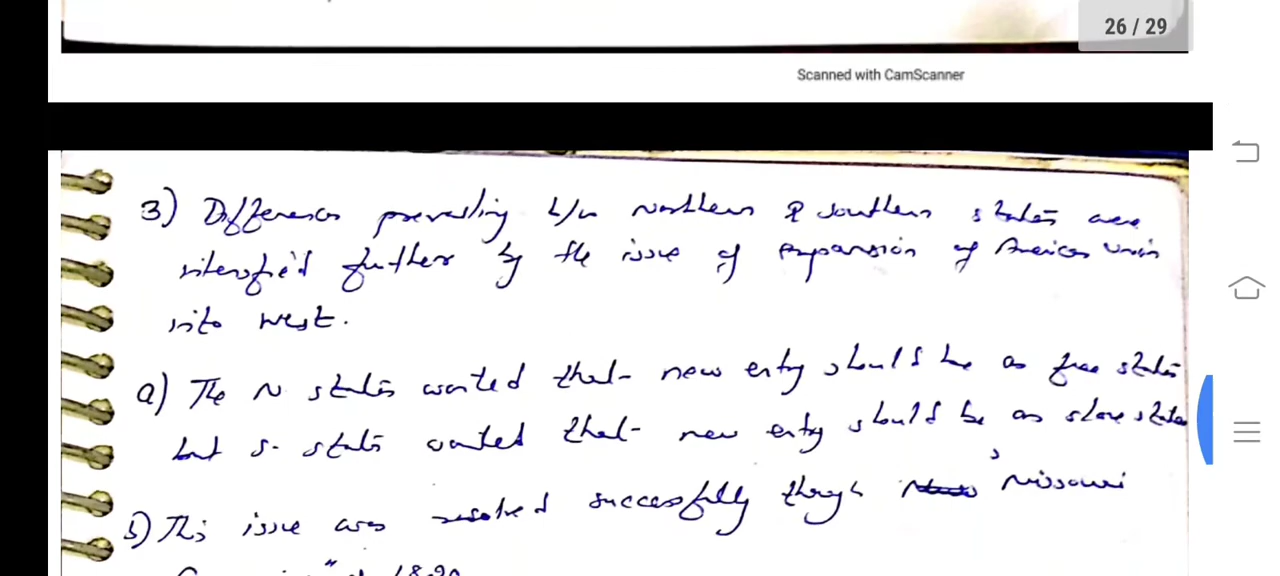 26 / 29
Scanned with CamScanner
3) Differences prevailing b/w northern & southern states were
intensified further by the issue of expansion of American Union
into west.
a) The N states wanted that new entry should be as free states
but S. states wanted that new entry should be as slave states
b) This issue was resolved successfully though 'Missouri
1820